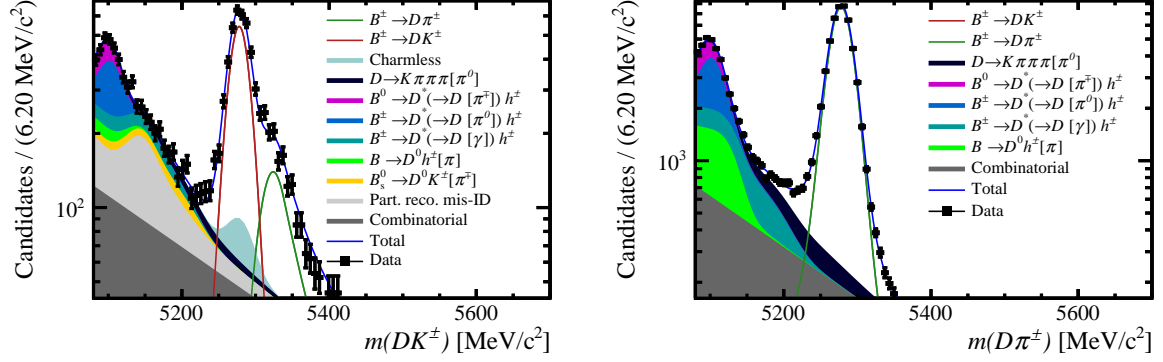 Candidates / (6.20 MeV/c²)
10²
B± → Dπ±
B± → DK±
Charmless
D → Kπππ[π⁰]
B⁰ → D*(→D [π∓]) h±
B± → D*(→D [π⁰]) h±
B± → D*(→D [γ]) h±
B → D⁰h±[π]
B⁰ₛ → D⁰K±[π∓]
Part. reco. mis-ID
Combinatorial
Total
Data
5200 5400 5600
m(DK±) [MeV/c²]
Candidates / (6.20 MeV/c²)
10³
B± → DK±
B± → Dπ±
D → Kπππ[π⁰]
B⁰ → D*(→D [π∓]) h±
B± → D*(→D [π⁰]) h±
B± → D*(→D [γ]) h±
B → D⁰h±[π]
Combinatorial
Total
Data
5200 5400 5600
m(Dπ±) [MeV/c²]